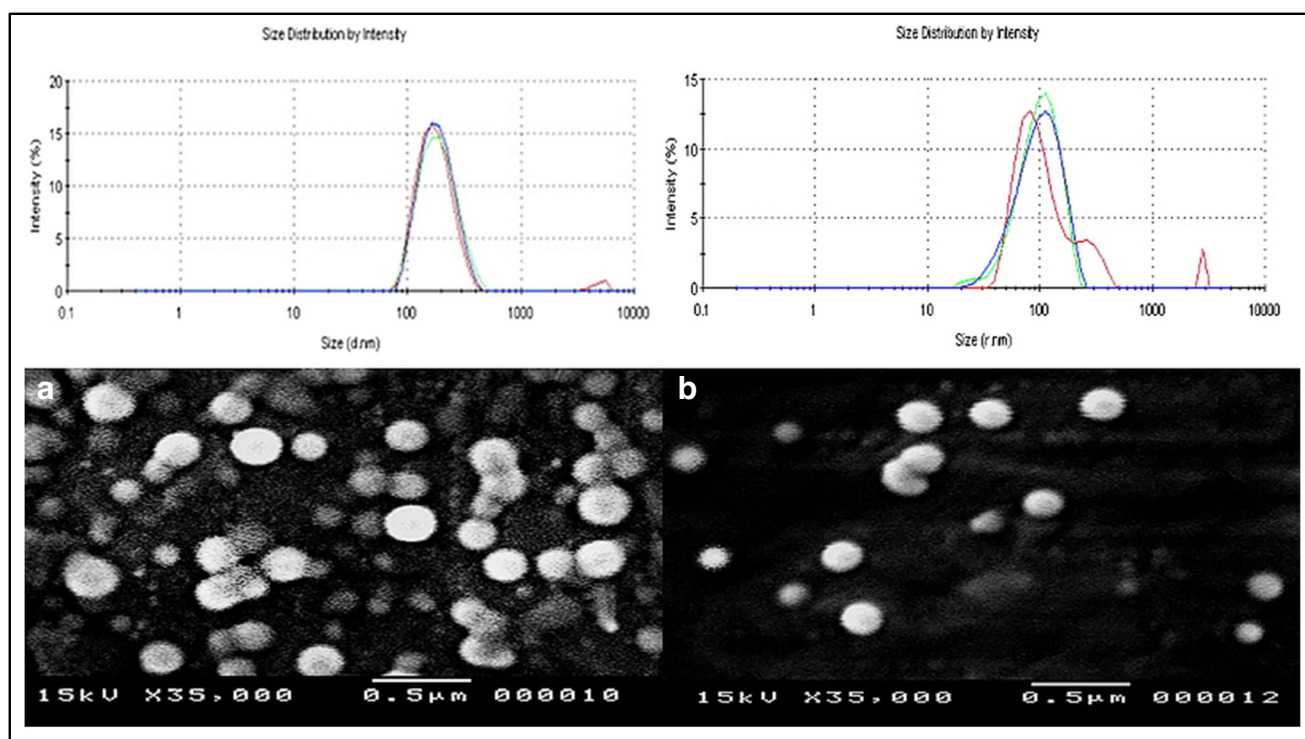 Size Distribution by Intensity
20
15
10
5
0
0.1 1 10 100 1000 10000
Intensity (%)
Size (d.nm)
Size Distribution by Intensity
15
10
5
0
0.1 1 10 100 1000 10000
Intensity (%)
Size (r.nm)
a
15kV X35,000 0.5µm 000010
b
15kV X35,000 0.5µm 000012